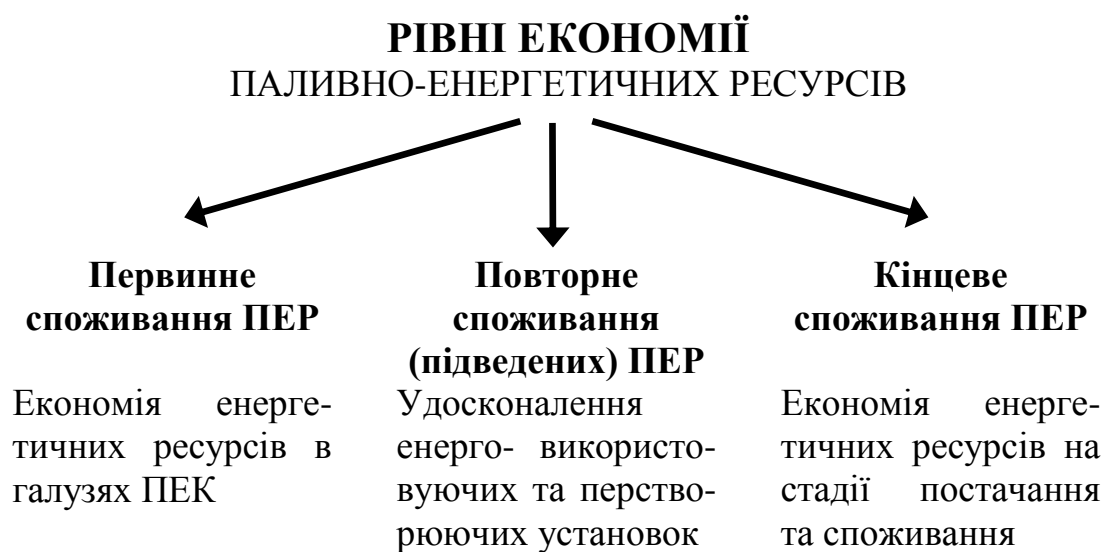 РІВНІ ЕКОНОМІЇ
ПАЛИВНО-ЕНЕРГЕТИЧНИХ РЕСУРСІВ
Первинне
споживання ПЕР
Економія енерге-
тичних ресурсів в
галузях ПЕК
Повторне
споживання
(підведених) ПЕР
Удосконалення
енерго- використо-
вуючих та перство-
рюючих установок
Кінцеве
споживання ПЕР
Економія енерге-
тичних ресурсів на
стадії постачання
та споживання